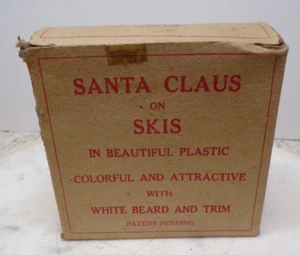 SANTA CLAUS
ON
SKIS
IN BEAUTIFUL PLASTIC
COLORFUL AND ATTRACTIVE
WITH
WHITE BEARD AND TRIM
PATENT PENDING